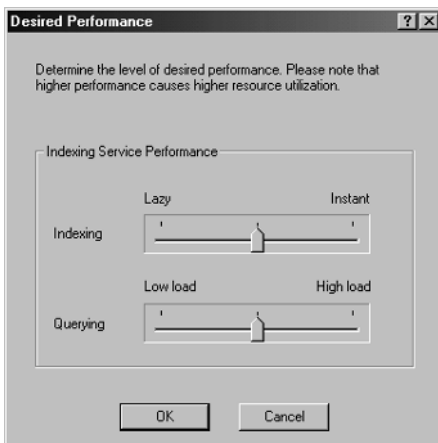 Desired Performance
Determine the level of desired performance. Please note that
higher performance causes higher resource utilization.
Indexing Service Performance
Lazy Instant
Indexing
Low load High load
Querying
OK Cancel